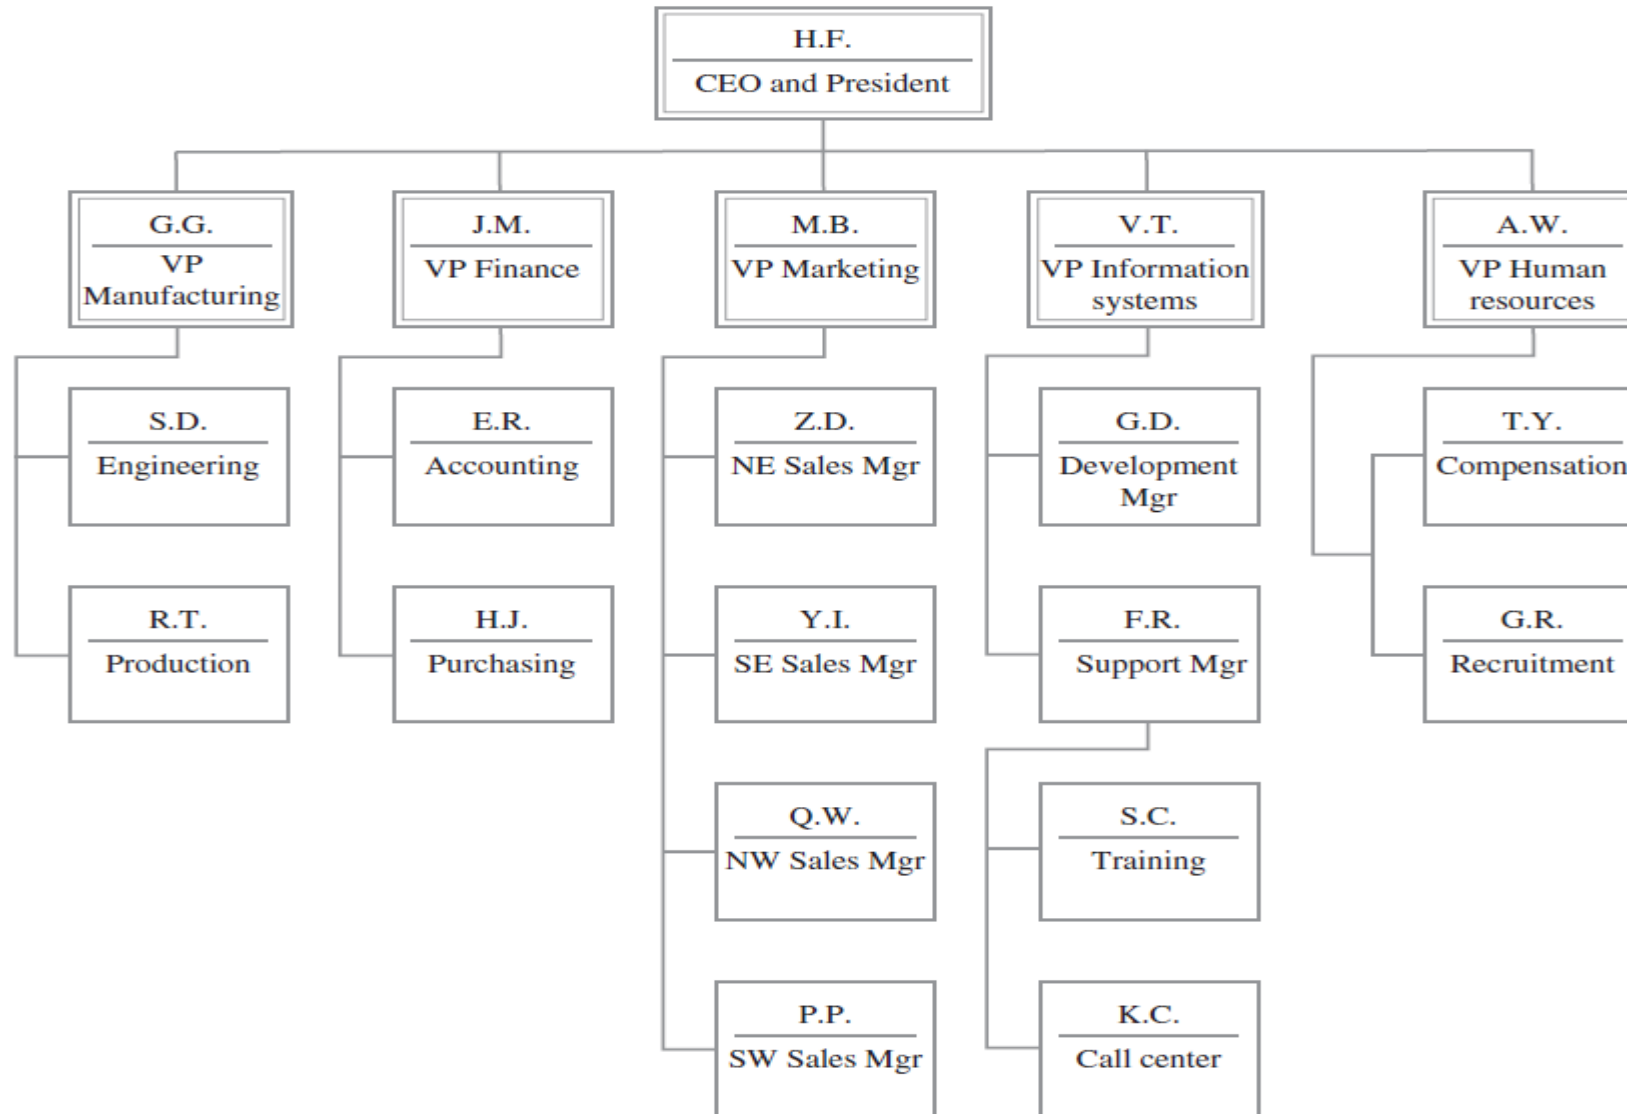 H.F.
CEO and President
G.G.
VP
Manufacturing
J.M.
VP Finance
M.B.
VP Marketing
V.T.
VP Information
systems
A.W.
VP Human
resources
S.D.
Engineering
E.R.
Accounting
Z.D.
NE Sales Mgr
G.D.
Development
Mgr
T.Y.
Compensation
R.T.
Production
H.J.
Purchasing
Y.I.
SE Sales Mgr
F.R.
Support Mgr
G.R.
Recruitment
Q.W.
NW Sales Mgr
S.C.
Training
P.P.
SW Sales Mgr
K.C.
Call center